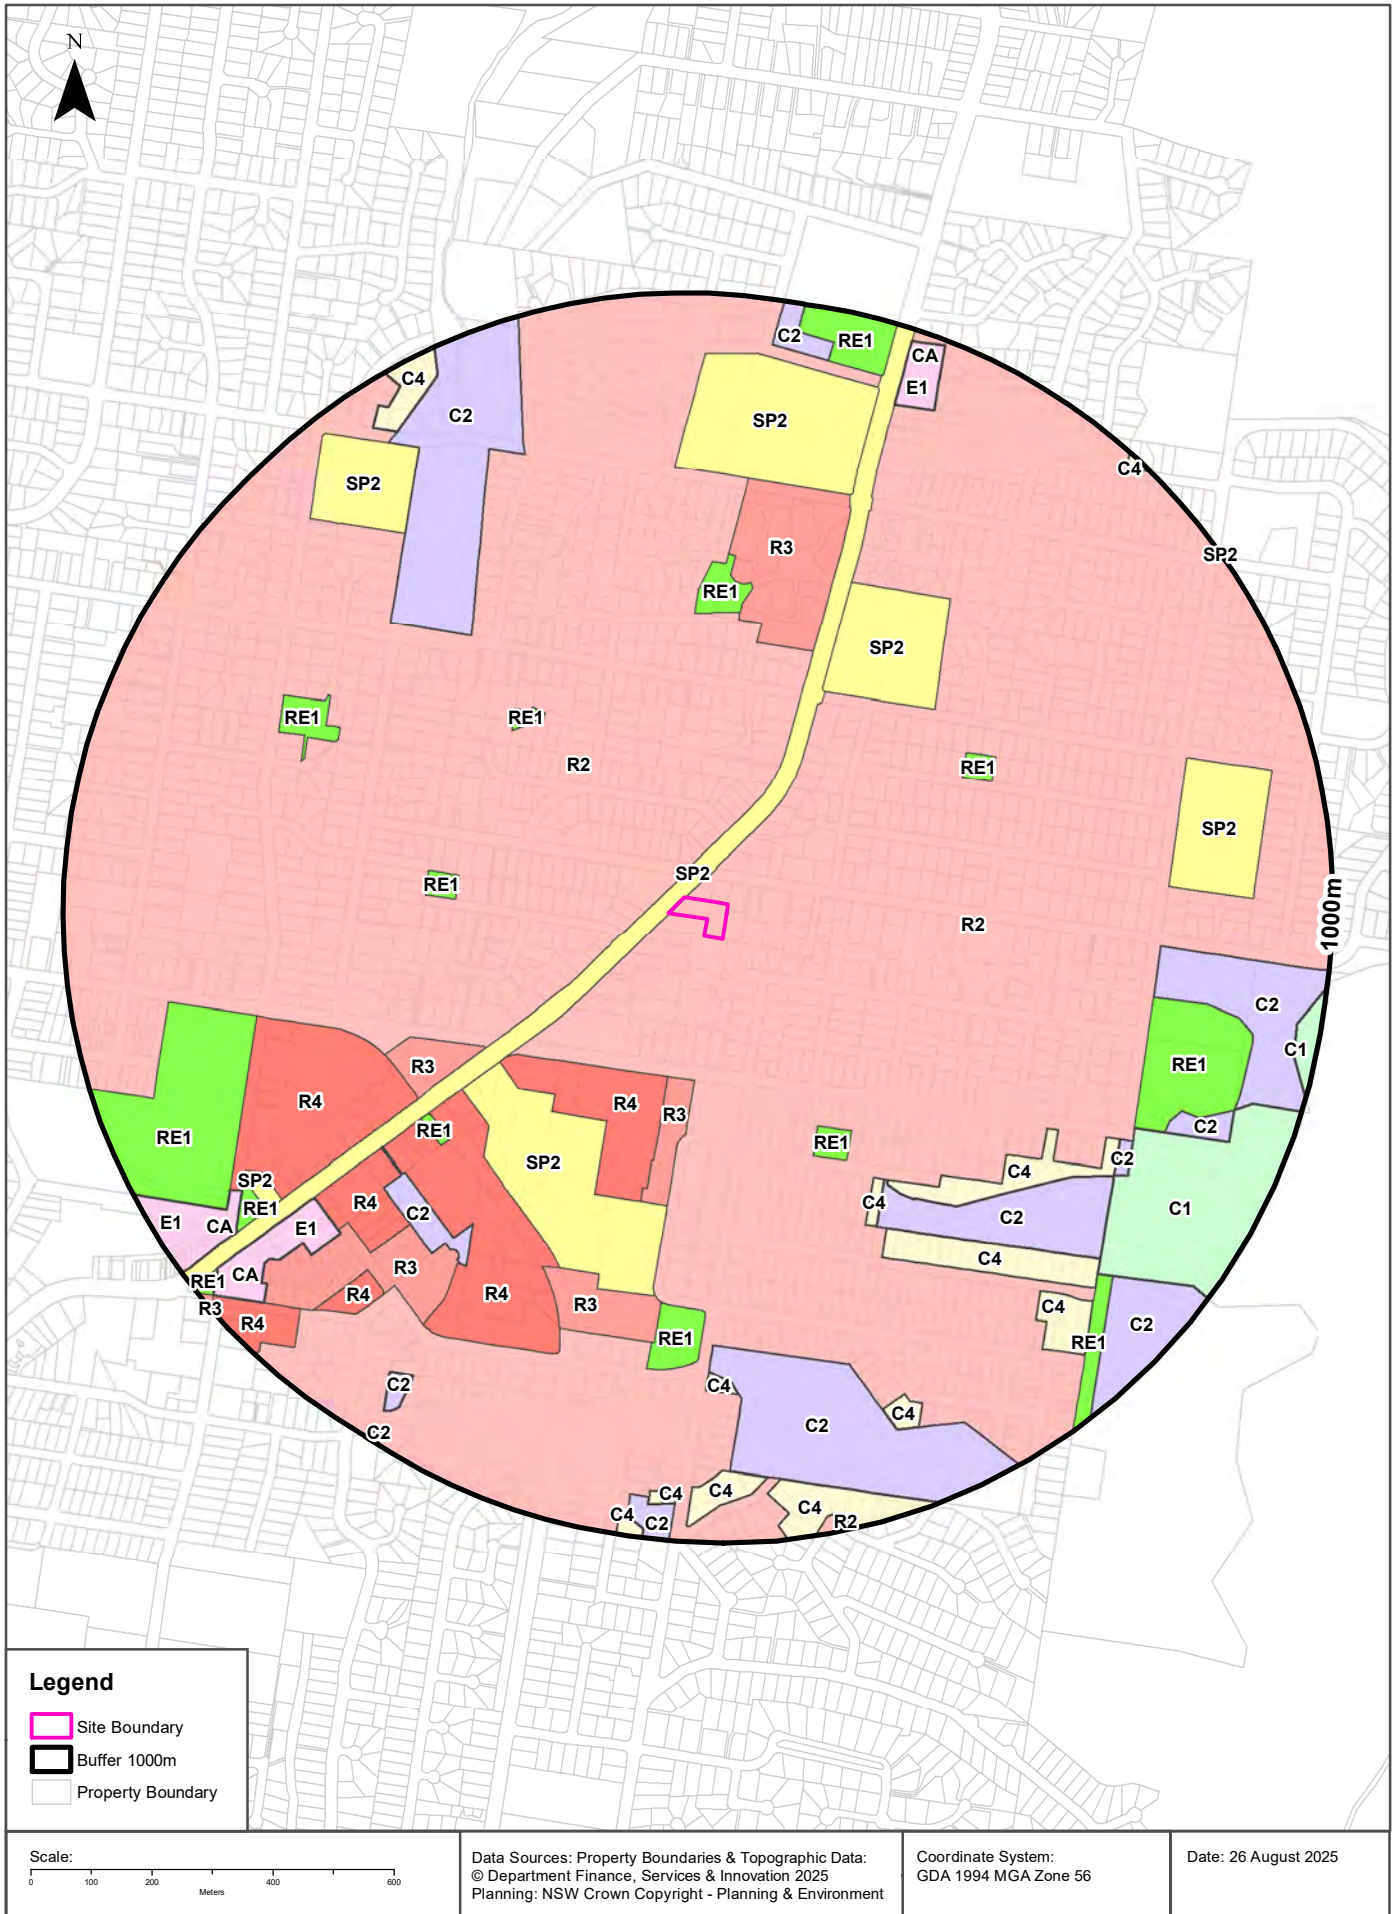 N
C2
RE1
CA
E1
C4
C2
SP2
C4
SP2
SP2
R3
RE1
SP2
SP2
RE1
RE1
R2
RE1
SP2
SP2
RE1
1000m
R2
C2
C1
RE1
R3
R4
R4
R3
RE1
RE1
RE1
C2
SP2
C2
C4
SP2
R4
C4
RE1
C2
C1
E1
CA
E1
C2
C4
R3
CA
RE1
R4
R4
R3
C4
R3
R4
C2
RE1
RE1
C2
C4
C4
C2
C2
C4
C4
C4
C4
C2
R2
Legend
Site Boundary
Buffer 1000m
Property Boundary
Scale:
0 100 200 400 600
Meters
Data Sources: Property Boundaries & Topographic Data:
© Department Finance, Services & Innovation 2025
Planning: NSW Crown Copyright - Planning & Environment
Coordinate System:
GDA 1994 MGA Zone 56
Date: 26 August 2025